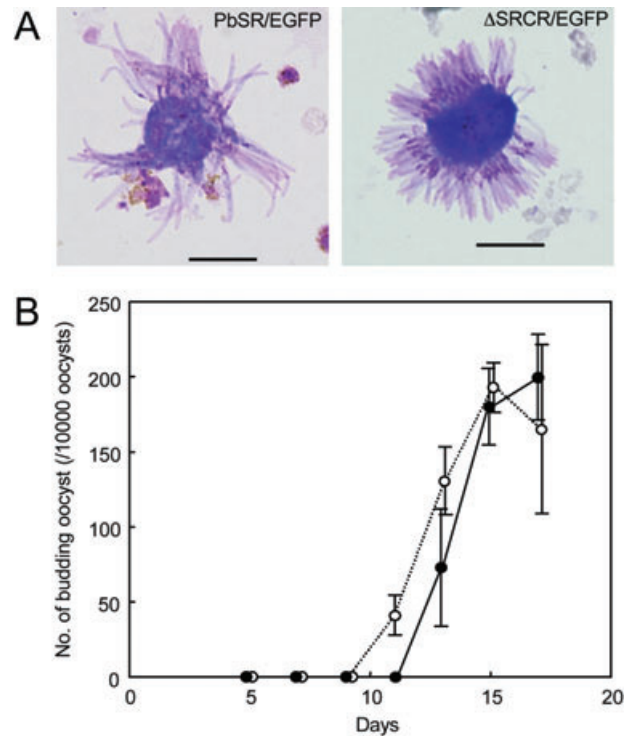 A
PbSR/EGFP
ΔSRCR/EGFP
B
No. of budding oocyst (/10000 oocysts)
250
200
150
100
50
0
0
5
10
15
20
Days